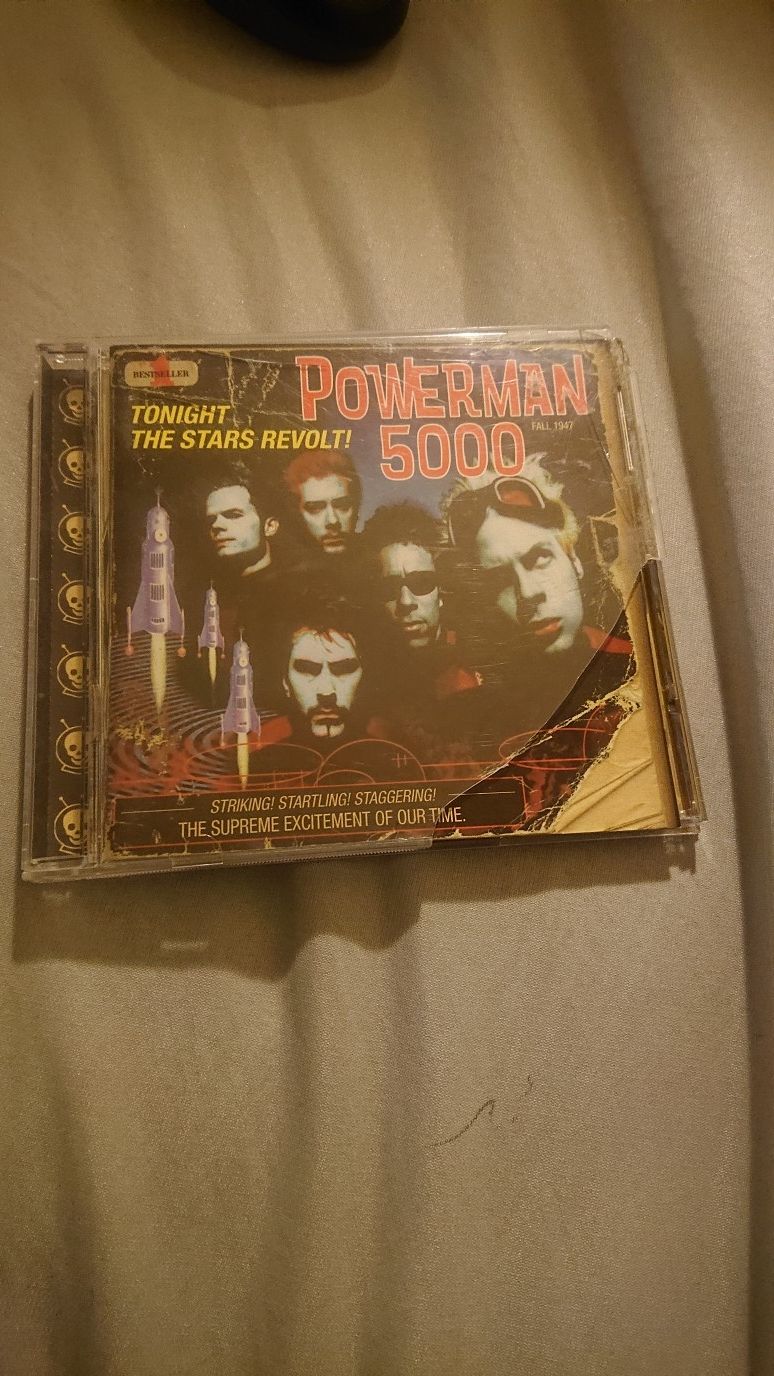 BESTSELLER
POWERMAN
5000
FALL 1947
TONIGHT
THE STARS REVOLT!
STRIKING! STARTLING! STAGGERING!
THE SUPREME EXCITEMENT OF OUR TIME.